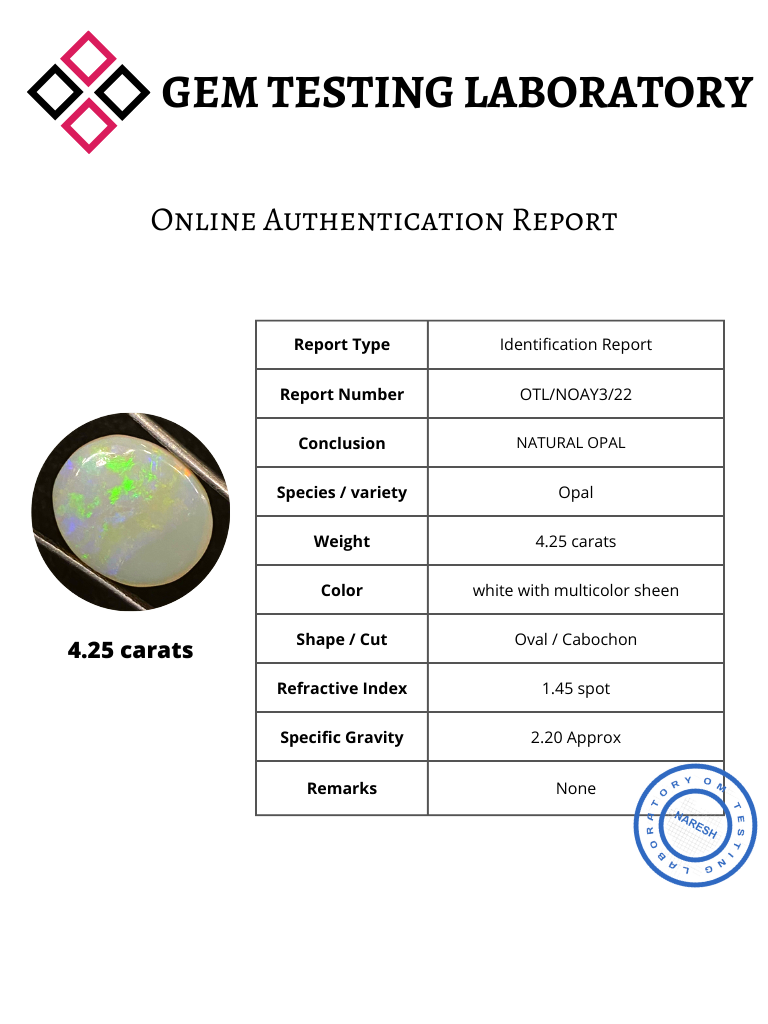 GEM TESTING LABORATORY
Online Authentication Report
Report Type Identification Report
Report Number OTL/NOAY3/22
Conclusion NATURAL OPAL
Species / variety Opal
Weight 4.25 carats
Color white with multicolor sheen
Shape / Cut Oval / Cabochon
Refractive Index 1.45 spot
Specific Gravity 2.20 Approx
Remarks None
4.25 carats
OM TESTING LABORATORY
NARESH